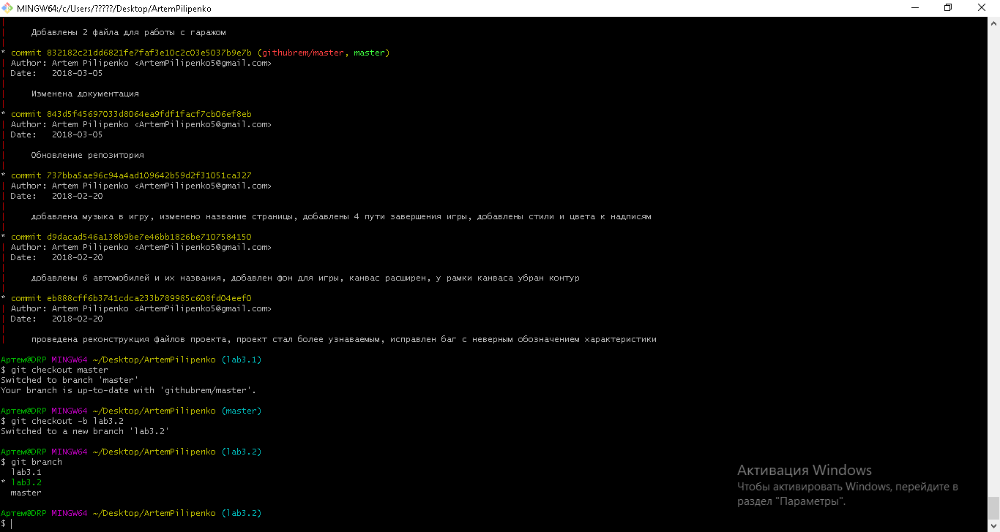 MINGW64:/c/Users/?????/Desktop/ArtemPilipenko
Добавлены 2 файла для работы с гаражом
* commit 832182c21dd6821fe7faf3e10c2c03e5037b9e7b (githubrem/master, master)
| Author: Artem Pilipenko <ArtemPilipenko5@gmail.com>
| Date:   2018-03-05
|
|     Изменена документация
|
* commit 843d5f45697033d8064ea9fdf1facf7cb06ef8eb
| Author: Artem Pilipenko <ArtemPilipenko5@gmail.com>
| Date:   2018-03-05
|
|     Обновление репозитория
|
* commit 737bba5ae96c94a4ad109642b59d2f31051ca327
| Author: Artem Pilipenko <ArtemPilipenko5@gmail.com>
| Date:   2018-02-20
|
|     добавлена музыка в игру, изменено название страницы, добавлены 4 пути завершения игры, добавлены стили и цвета к надписям
|
* commit d9dacad546a138b9be7e46bb1826be7107584150
| Author: Artem Pilipenko <ArtemPilipenko5@gmail.com>
| Date:   2018-02-20
|
|     добавлены 6 автомобилей и их названия, добавлен фон для игры, канвас расширен, у рамки канваса убран контур
|
* commit eb888cff6b3741cdca233b789985c608fd04eef0
| Author: Artem Pilipenko <ArtemPilipenko5@gmail.com>
| Date:   2018-02-20
|
|     проведена реконструкция файлов проекта, проект стал более узнаваемым, исправлен баг с неверным обозначением характеристики
Артем@DRP MINGW64 ~/Desktop/ArtemPilipenko (lab3.1)
$ git checkout master
Switched to branch 'master'
Your branch is up-to-date with 'githubrem/master'.
Артем@DRP MINGW64 ~/Desktop/ArtemPilipenko (master)
$ git checkout -b lab3.2
Switched to a new branch 'lab3.2'
Артем@DRP MINGW64 ~/Desktop/ArtemPilipenko (lab3.2)
$ git branch
  lab3.1
* lab3.2
  master
Артем@DRP MINGW64 ~/Desktop/ArtemPilipenko (lab3.2)
$
Активация Windows
Чтобы активировать Windows, перейдите в
раздел "Параметры".